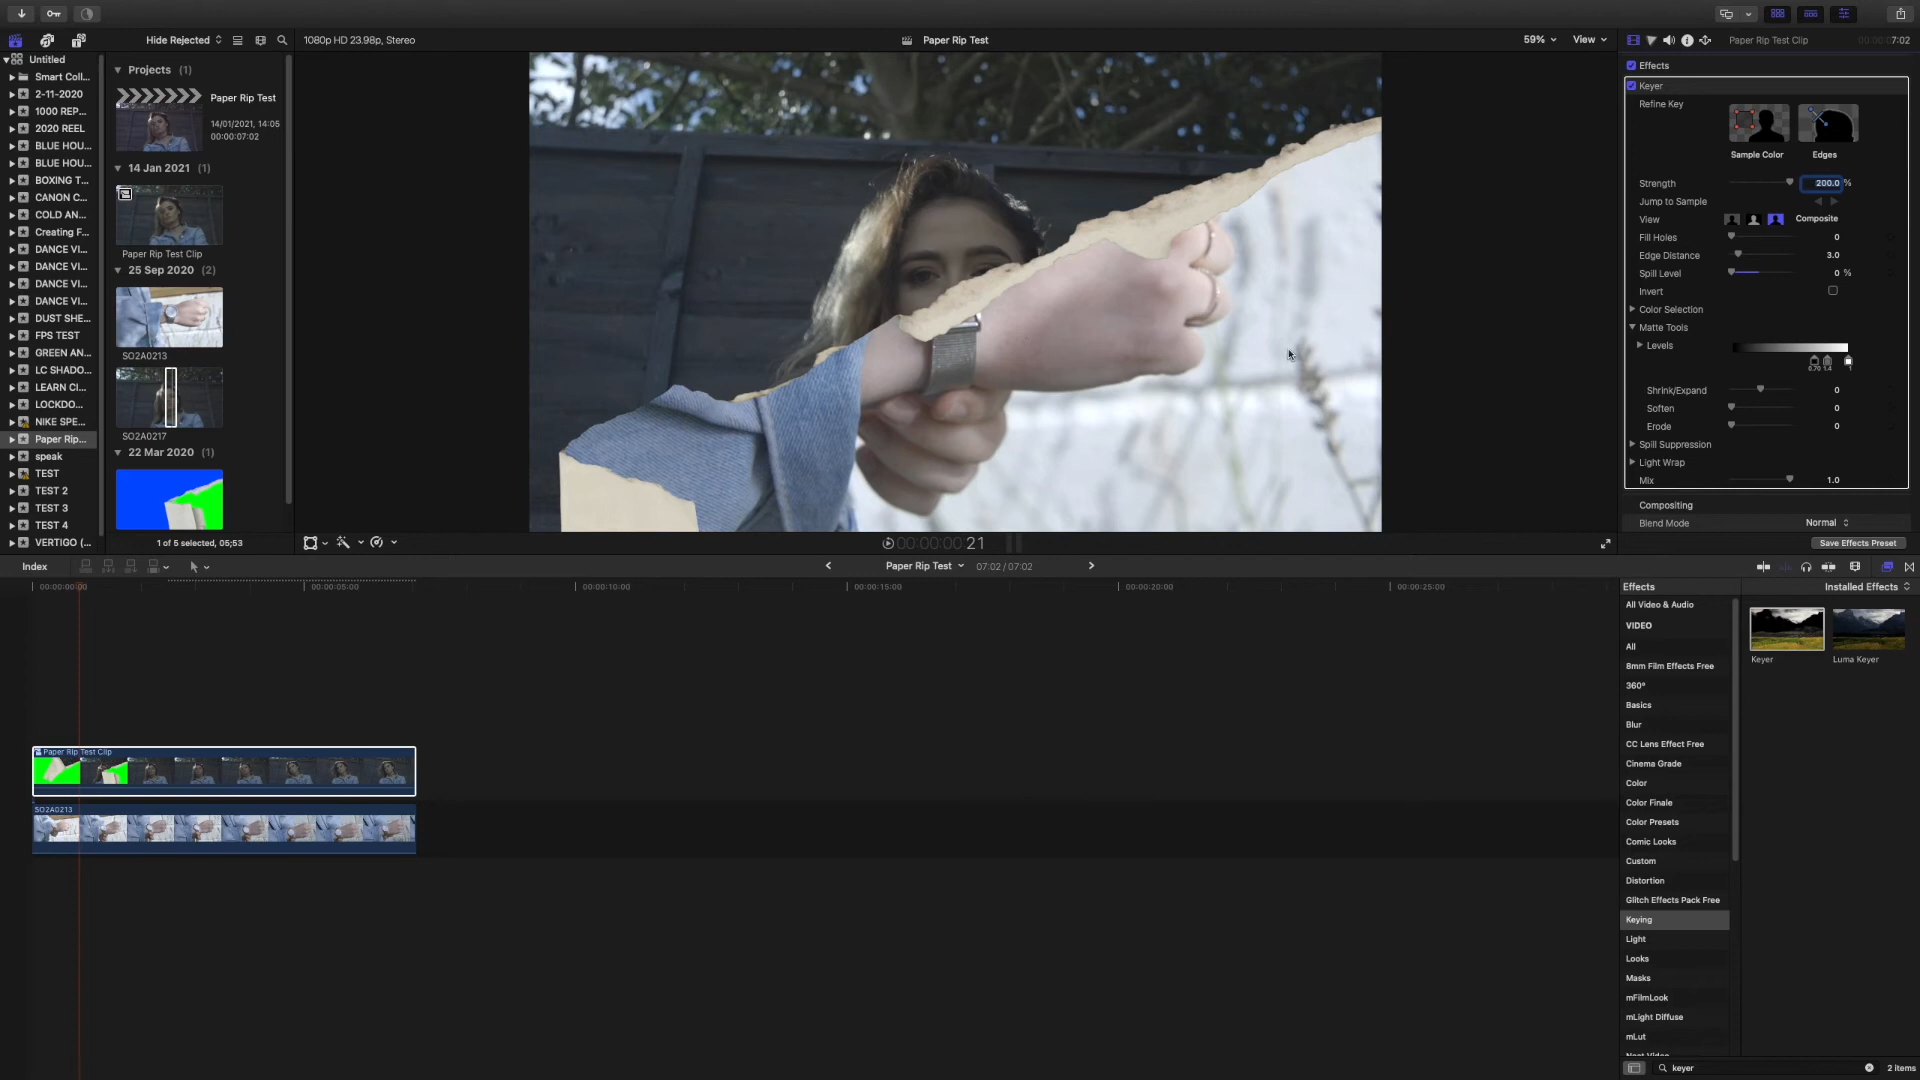 Hide Rejected
1080p HD 23.98p, Stereo
Paper Rip Test
59%
View
Paper Rip Test Clip
7:02
Untitled
Smart Coll...
2-11-2020
1000 REP...
2020 REEL
BLUE HOU...
BLUE HOU...
BOXING T...
CANON C...
COLD AN...
Creating F...
DANCE VI...
DANCE VI...
DANCE VI...
DANCE VI...
DUST SHE...
FPS TEST
GREEN AN...
LC SHADO...
LEARN CI...
LOCKDO...
NIKE SPE...
Paper Rip...
speak
TEST
TEST 2
TEST 3
TEST 4
VERTIGO (...
Projects (1)
Paper Rip Test
14/01/2021, 14:05
00:00:07:02
14 Jan 2021 (1)
Paper Rip Test Clip
25 Sep 2020 (2)
SO2A0213
SO2A0217
22 Mar 2020 (1)
1 of 5 selected, 05;53
00:00:00:21
Effects
Keyer
Refine Key
Sample Color
Edges
Strength
200.0 %
Jump to Sample
View
Composite
Fill Holes
0
Edge Distance
3.0
Spill Level
0 %
Invert
Color Selection
Matte Tools
Levels
Shrink/Expand
0
Soften
0
Erode
0
Spill Suppression
Light Wrap
Mix
1.0
Compositing
Blend Mode
Normal
Save Effects Preset
Index
Paper Rip Test
07:02 / 07:02
00:00:00:00
00:00:05:00
00:00:10:00
00:00:15:00
00:00:20:00
00:00:25:00
Paper Rip Test Clip
SO2A0213
Effects
Installed Effects
All Video & Audio
VIDEO
All
8mm Film Effects Free
360°
Basics
Blur
CC Lens Effect Free
Cinema Grade
Color
Color Finale
Color Presets
Comic Looks
Custom
Distortion
Glitch Effects Pack Free
Keying
Light
Looks
Masks
mFilmLook
mLight Diffuse
mLut
Keyer
Luma Keyer
keyer
2 items